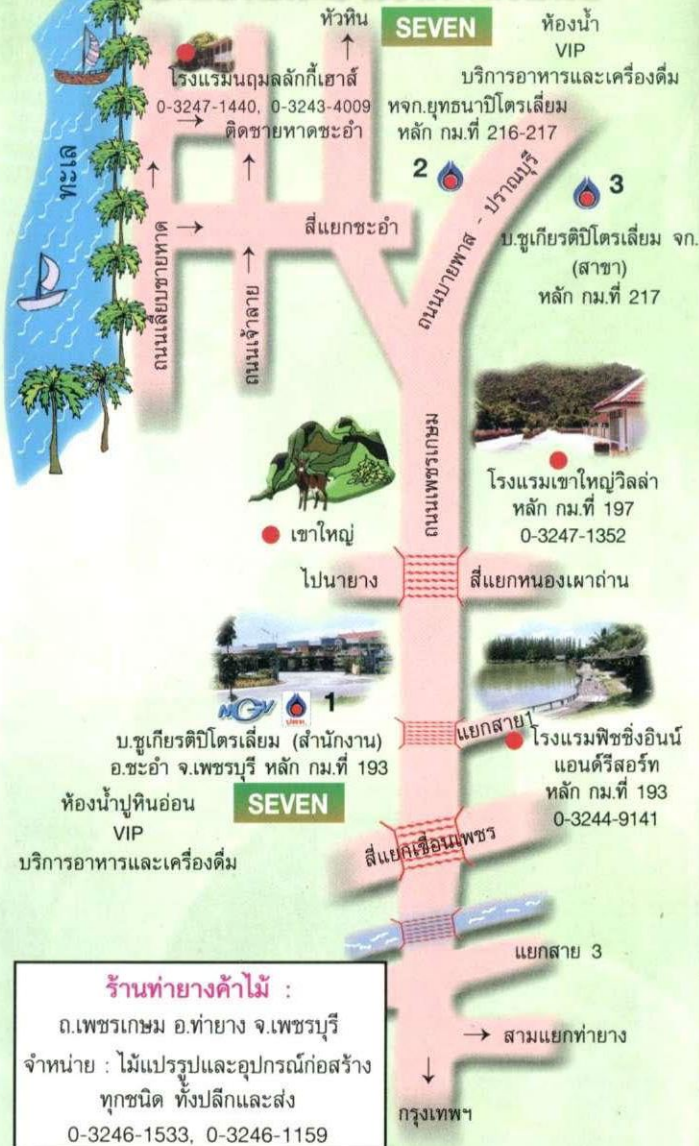 หัวหิน
SEVEN
ห้องน้ำ
VIP
บริการอาหารและเครื่องดื่ม
โรงแรมนฤมลลักกี้เฮาส์
0-3247-1440, 0-3243-4009
ติดชายหาดชะอำ
หจก.ยุทธนาปิโตรเลี่ยม
หลัก กม.ที่ 216-217
2
3
บ.ชูเกียรติปิโตรเลี่ยม จก.
(สาขา)
หลัก กม.ที่ 217
ทะเล
สี่แยกชะอำ
ถนนบายพาส - ปราณบุรี
ถนนเลียบชายหาด
ถนนเจ้าลาย
ถนนเพชรเกษม
โรงแรมเขาใหญ่วิลล่า
หลัก กม.ที่ 197
0-3247-1352
เขาใหญ่
ไปนายาง
สี่แยกหนองเผาถ่าน
NGV
ปตท.
1
บ.ชูเกียรติปิโตรเลี่ยม (สำนักงาน)
อ.ชะอำ จ.เพชรบุรี หลัก กม.ที่ 193
แยกสาย1
โรงแรมฟิชชิ่งอินน์
แอนด์รีสอร์ท
หลัก กม.ที่ 193
0-3244-9141
ห้องน้ำปูหินอ่อน
VIP
บริการอาหารและเครื่องดื่ม
SEVEN
สี่แยกเขื่อนเพชร
แยกสาย 3
สามแยกท่ายาง
กรุงเทพฯ
ร้านท่ายางค้าไม้ :
ถ.เพชรเกษม อ.ท่ายาง จ.เพชรบุรี
จำหน่าย : ไม้แปรรูปและอุปกรณ์ก่อสร้าง
ทุกชนิด ทั้งปลีกและส่ง
0-3246-1533, 0-3246-1159